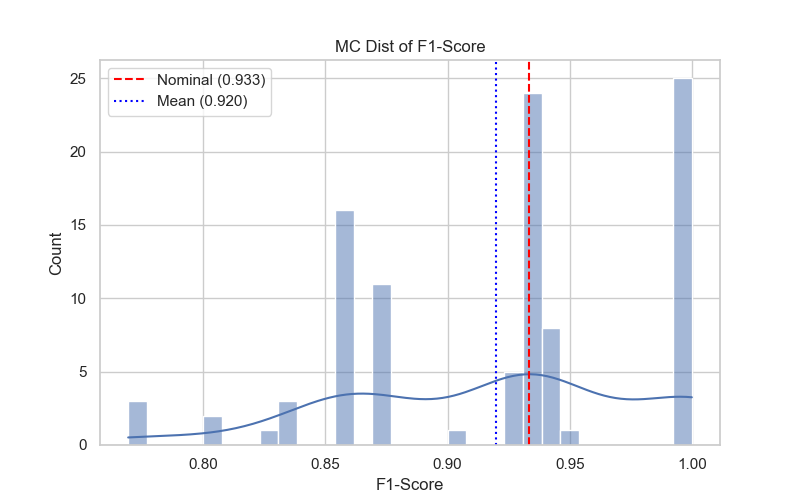 MC Dist of F1-Score
Nominal (0.933)
Mean (0.920)
Count
25
20
15
10
5
0
0.80 0.85 0.90 0.95 1.00
F1-Score